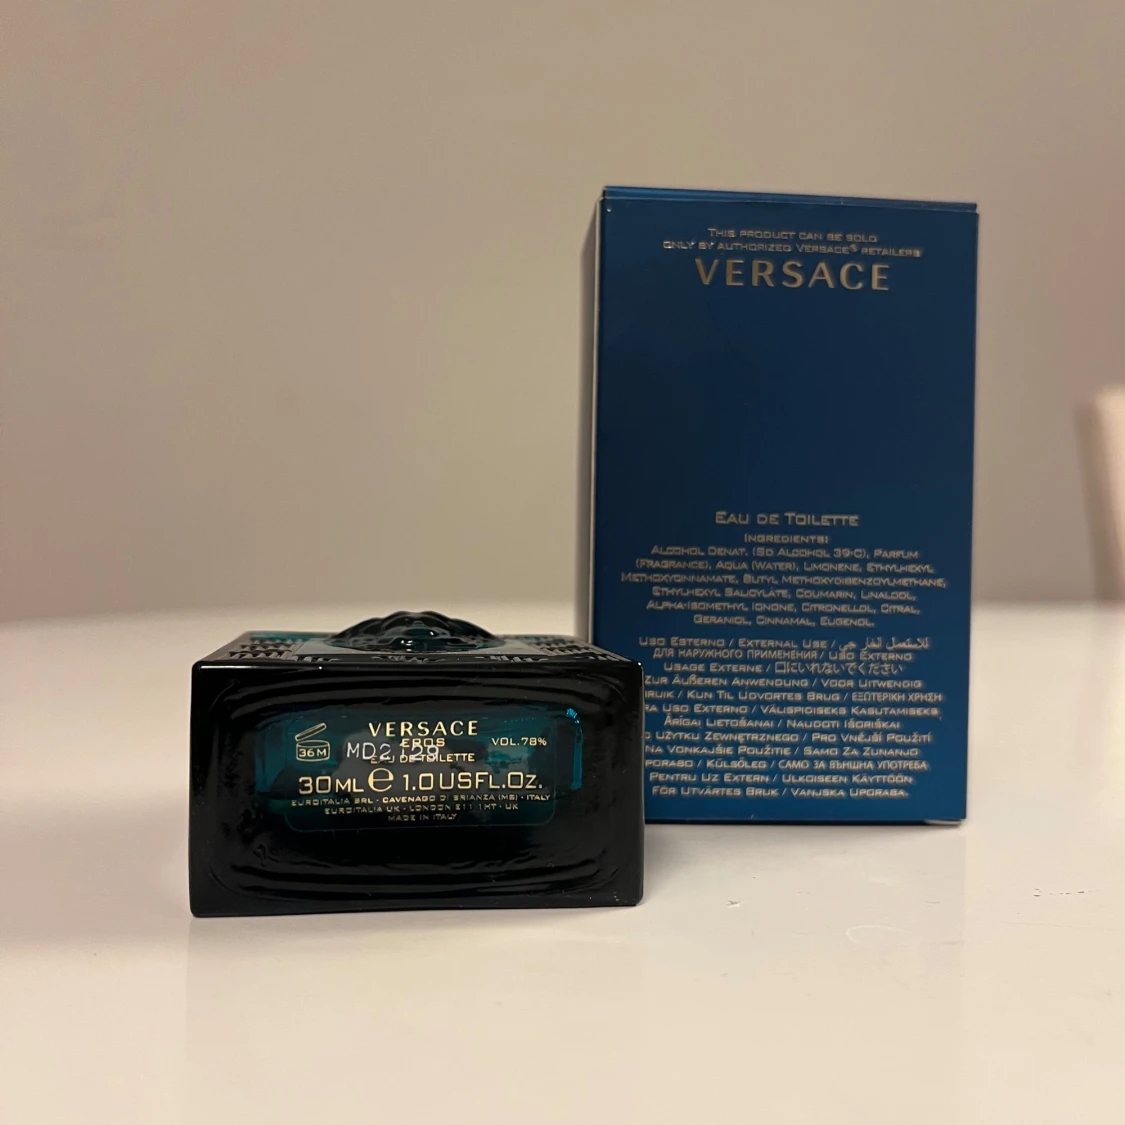 THIS PRODUCT CAN BE SOLD
ONLY BY AUTHORIZED VERSACE® RETAILERS
VERSACE
EAU DE TOILETTE
INGREDIENTS:
ALCOHOL DENAT. (SD ALCOHOL 39-C), PARFUM
(FRAGRANCE), AQUA (WATER), LIMONENE, ETHYLHEXYL
METHOXYCINNAMATE, BUTYL METHOXYDIBENZOYLMETHANE,
ETHYLHEXYL SALICYLATE, COUMARIN, LINALOOL,
ALPHA-ISOMETHYL IONONE, CITRONELLOL, CITRAL,
GERANIOL, CINNAMAL, EUGENOL.
USO ESTERNO / EXTERNAL USE / للاستعمال الخارجي
ДЛЯ НАРУЖНОГО ПРИМЕНЕНИЯ / USO EXTERNO
USAGE EXTERNE / 口にいれないでください
ZUR ÄUßEREN ANWENDUNG / VOOR UITWENDIG
BRUIK / KUN TIL UDVORTES BRUG / ΕΞΩΤΕΡΙΚΗ ΧΡΗΣΗ
RA USO EXTERNO / VÄLISPIDISEKS KASUTAMISEKS
ĀRĪGAI LIETOŠANAI / NAUDOTI IŠORIŠKAI
O UŻYTKU ZEWNĘTRZNEGO / PRO VNĚJŠÍ POUŽITÍ
NA VONKAJŠIE POUŽITIE / SAMO ZA ZUNANJO
UPORABO / KÜLSŐLEG / САМО ЗА ВЪНШНА УПОТРЕБА
PENTRU UZ EXTERN / ULKOISEEN KÄYTTÖÖN
FÖR UTVÄRTES BRUK / VANJSKA UPORABA.
VERSACE
EROS
VOL.78%
36M
MD2129
EAU DE TOILETTE
30ML ℮ 1.0USFL.OZ.
EUROITALIA SRL · CAVENAGO DI BRIANZA (MB) · ITALY
EUROITALIA UK · LONDON E11 1HT · UK
MADE IN ITALY